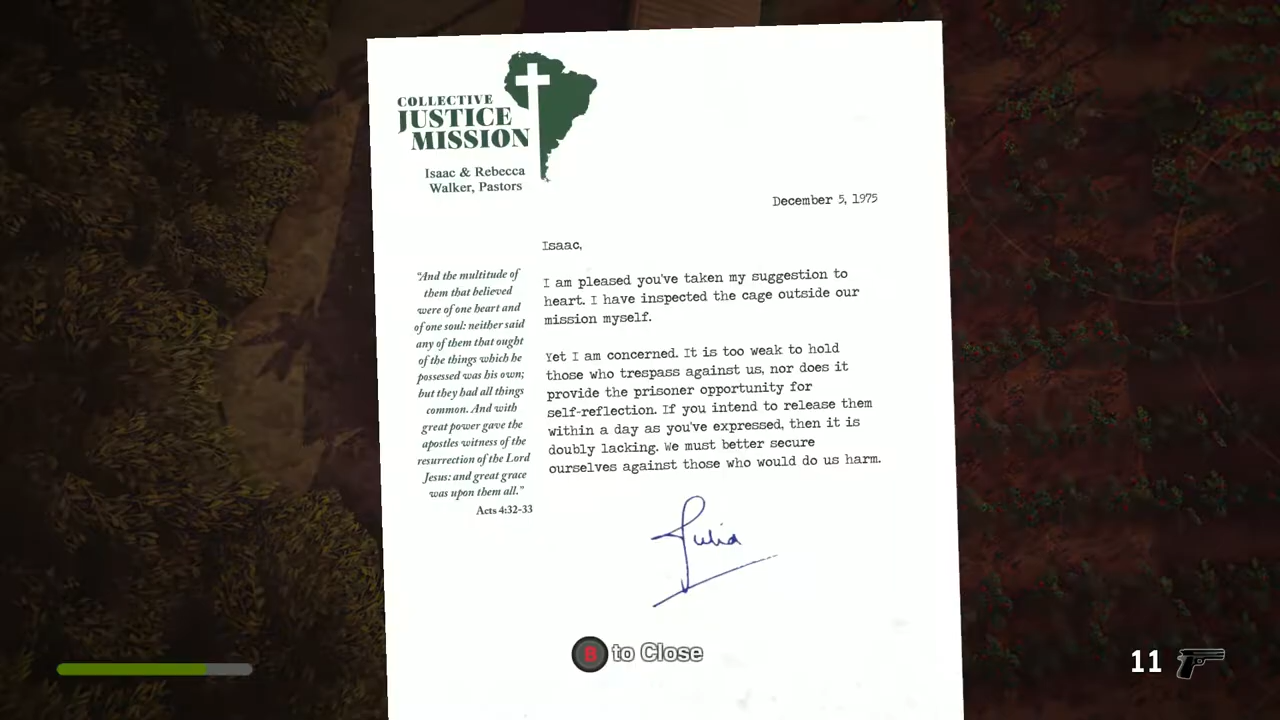 COLLECTIVE
JUSTICE
MISSION
Isaac & Rebecca
Walker, Pastors
December 5, 1975
Isaac,
I am pleased you've taken my suggestion to
heart. I have inspected the cage outside our
mission myself.
Yet I am concerned. It is too weak to hold
those who trespass against us, nor does it
provide the prisoner opportunity for
self-reflection. If you intend to release them
within a day as you've expressed, then it is
doubly lacking. We must better secure
ourselves against those who would do us harm.
"And the multitude of
them that believed
were of one heart and
of one soul: neither said
any of them that ought
of the things which he
possessed was his own;
but they had all things
common. And with
great power gave the
apostles witness of the
resurrection of the Lord
Jesus: and great grace
was upon them all."
Acts 4:32-33
Julia
B to Close
11